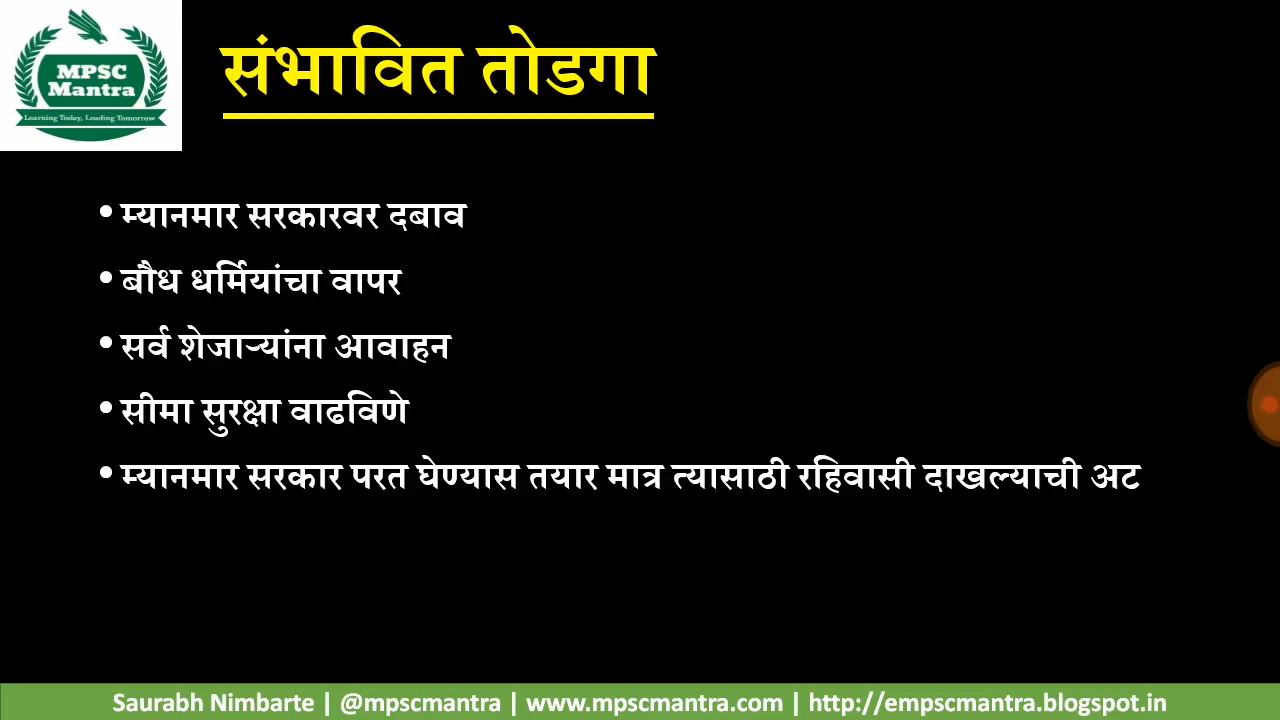 MPSC
Mantra
Learning Today, Leading Tomorrow
संभावित तोडगा
• म्यानमार सरकारवर दबाव
• बौध धर्मियांचा वापर
• सर्व शेजाऱ्यांना आवाहन
• सीमा सुरक्षा वाढविणे
• म्यानमार सरकार परत घेण्यास तयार मात्र त्यासाठी रहिवासी दाखल्याची अट
Saurabh Nimbarte | @mpscmantra | www.mpscmantra.com | http://empscmantra.blogspot.in